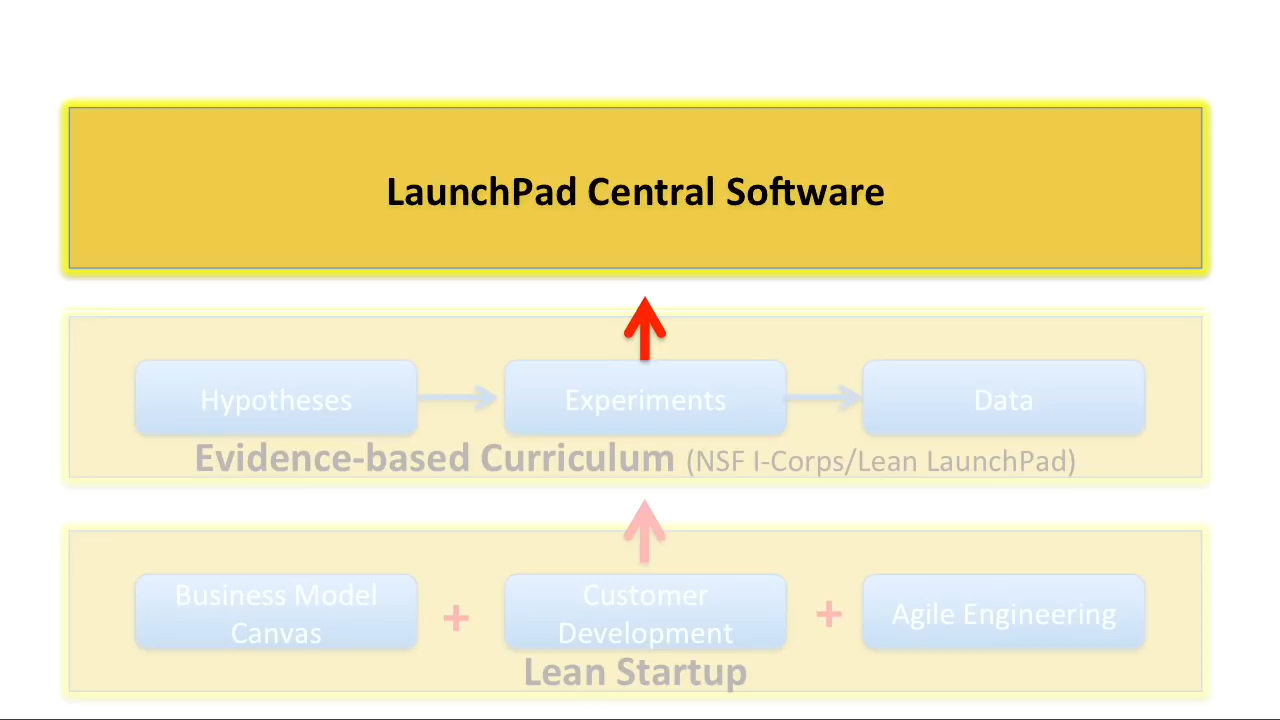 LaunchPad Central Software
Hypotheses
Experiments
Data
Evidence-based Curriculum (NSF I-Corps/Lean LaunchPad)
Business Model
Canvas
+
Customer
Development
+
Agile Engineering
Lean Startup